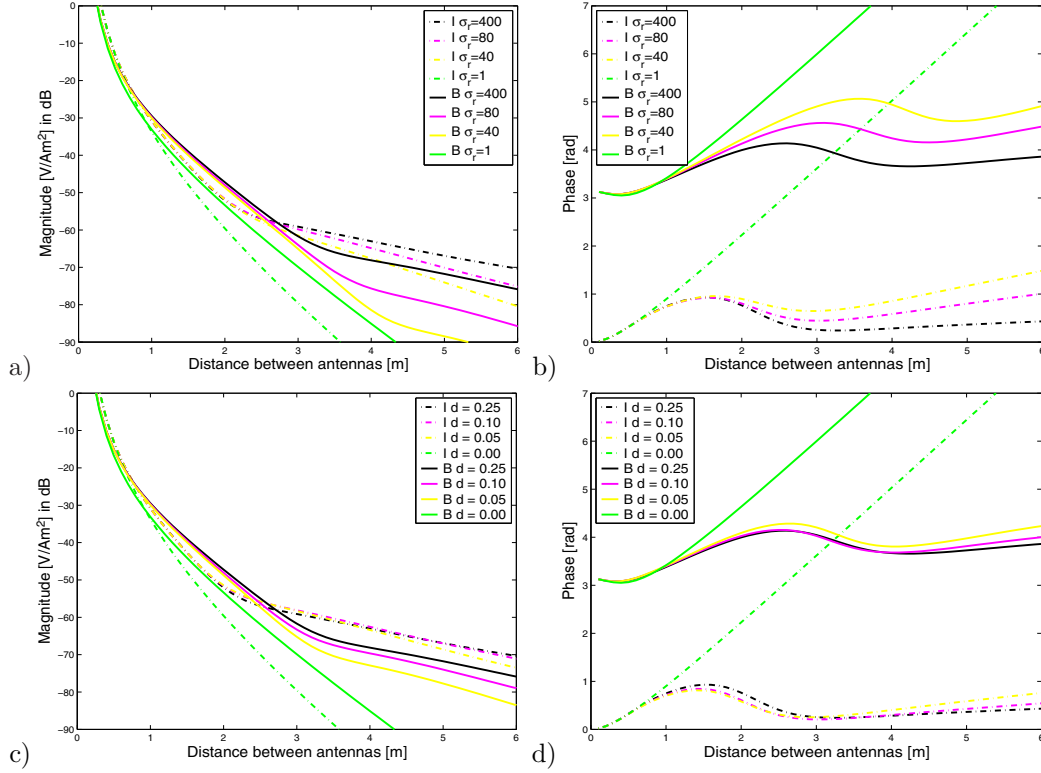 a)
Magnitude [V/Am²] in dB
0
−10
−20
−30
−40
−50
−60
−70
−80
−90
0 1 2 3 4 5 6
Distance between antennas [m]
I σr=400
I σr=80
I σr=40
I σr=1
B σr=400
B σr=80
B σr=40
B σr=1
b)
Phase [rad]
7
6
5
4
3
2
1
0
0 1 2 3 4 5 6
Distance between antennas [m]
I σr=400
I σr=80
I σr=40
I σr=1
B σr=400
B σr=80
B σr=40
B σr=1
c)
Magnitude [V/Am²] in dB
0
−10
−20
−30
−40
−50
−60
−70
−80
−90
0 1 2 3 4 5 6
Distance between antennas [m]
I d = 0.25
I d = 0.10
I d = 0.05
I d = 0.00
B d = 0.25
B d = 0.10
B d = 0.05
B d = 0.00
d)
Phase [rad]
7
6
5
4
3
2
1
0
0 1 2 3 4 5 6
Distance between antennas [m]
I d = 0.25
I d = 0.10
I d = 0.05
I d = 0.00
B d = 0.25
B d = 0.10
B d = 0.05
B d = 0.00